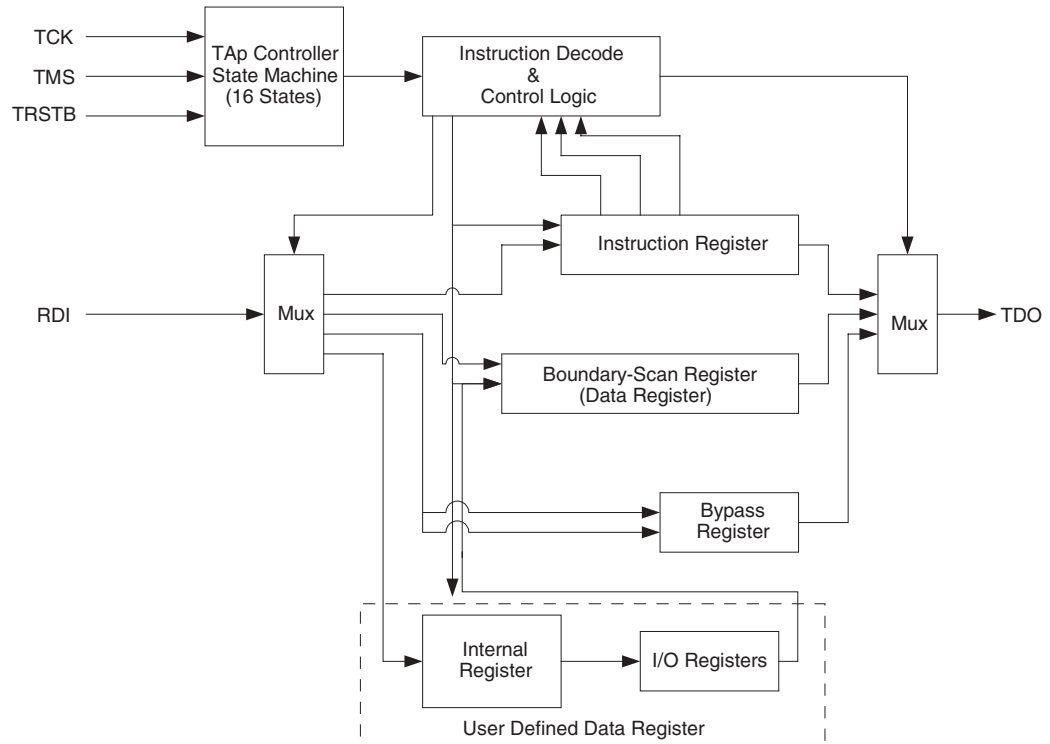 TCK
TMS
TRSTB
TAp Controller
State Machine
(16 States)
Instruction Decode
&
Control Logic
Instruction Register
RDI
Mux
Mux
TDO
Boundary-Scan Register
(Data Register)
Bypass
Register
Internal
Register
I/O Registers
User Defined Data Register